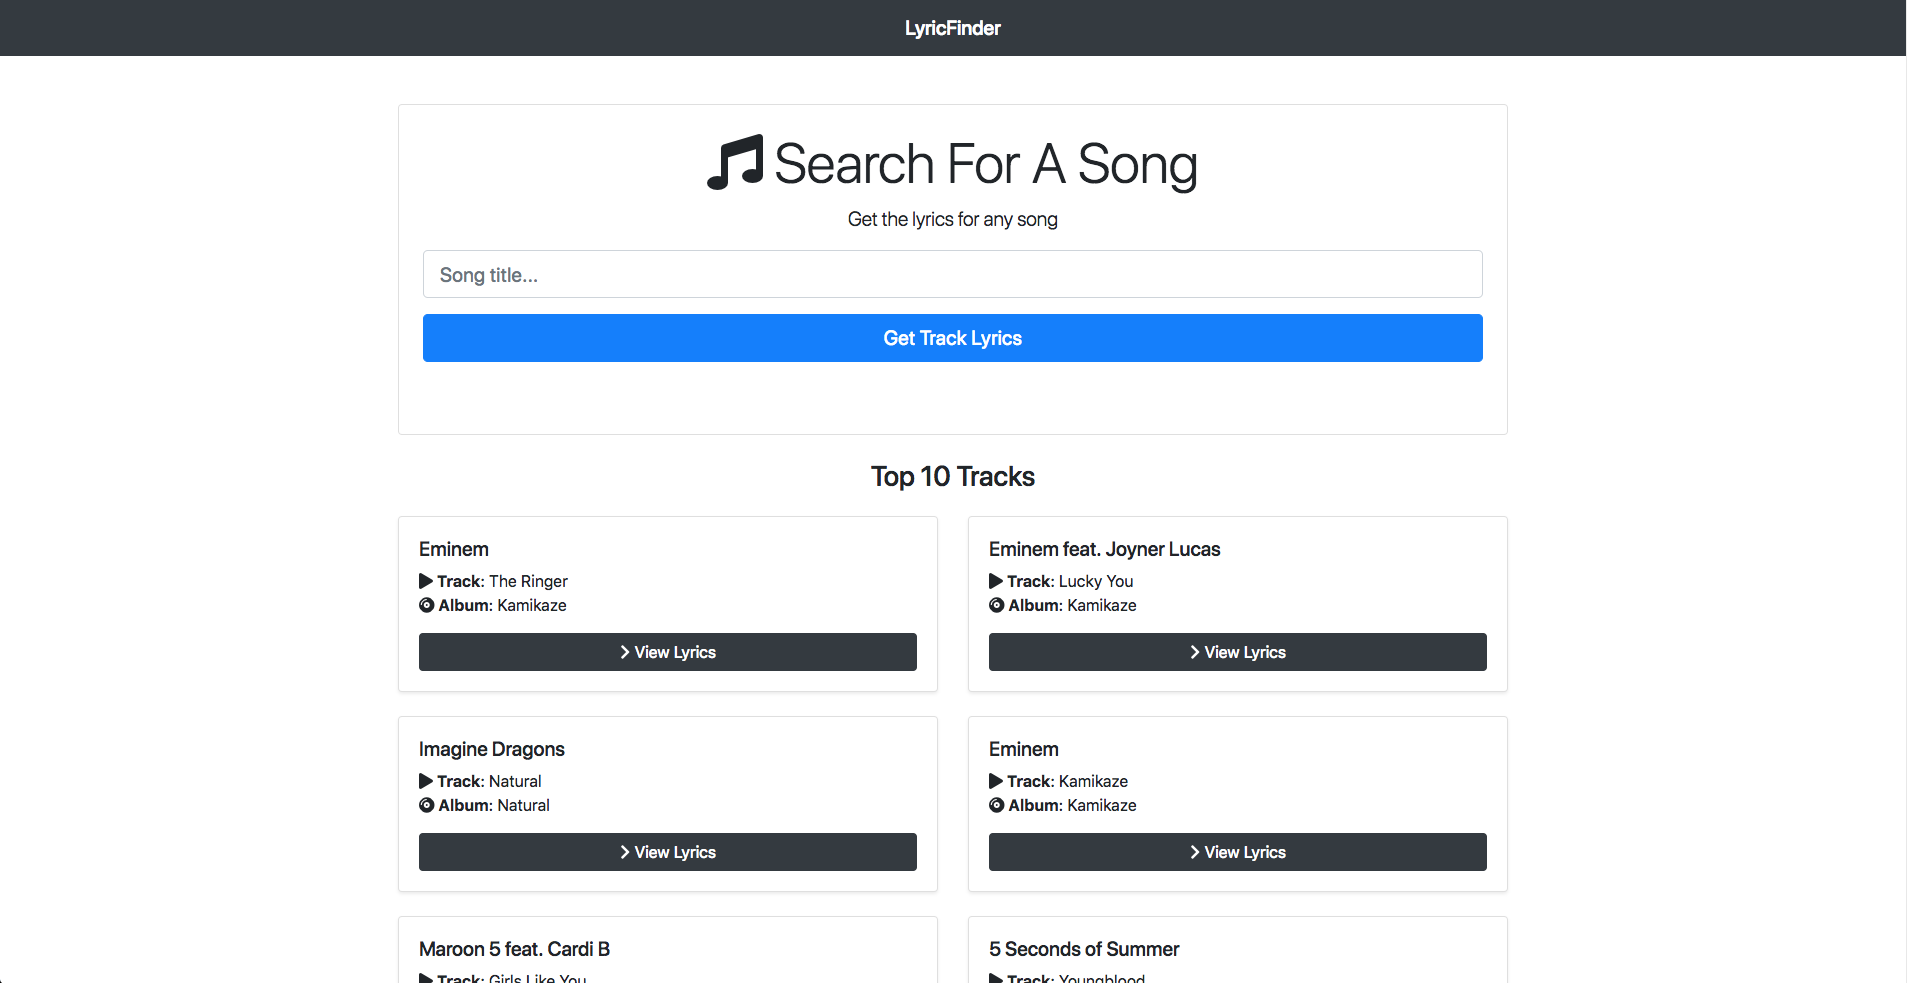 LyricFinder
Search For A Song
Get the lyrics for any song
Song title...
Get Track Lyrics
Top 10 Tracks
Eminem
Track: The Ringer
Album: Kamikaze
View Lyrics
Eminem feat. Joyner Lucas
Track: Lucky You
Album: Kamikaze
View Lyrics
Imagine Dragons
Track: Natural
Album: Natural
View Lyrics
Eminem
Track: Kamikaze
Album: Kamikaze
View Lyrics
Maroon 5 feat. Cardi B
Track: Girls Like You
5 Seconds of Summer
Track: Youngblood